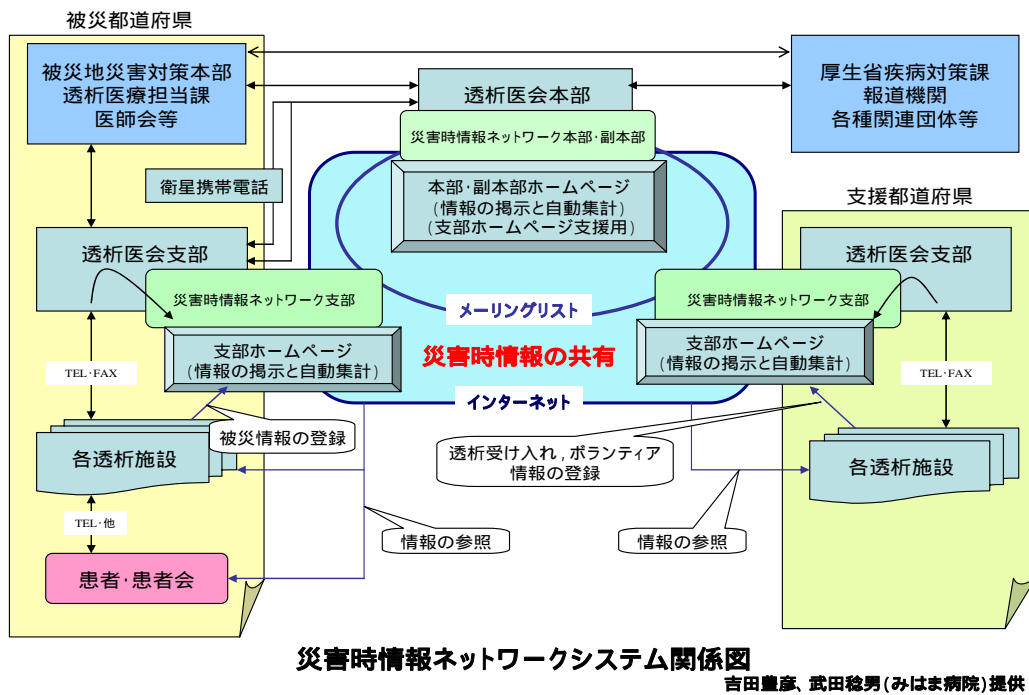 被災都道府県
被災地災害対策本部
透析医療担当課
医師会等
透析医会本部
厚生省疾病対策課
報道機関
各種関連団体等
災害時情報ネットワーク本部・副本部
衛星携帯電話
本部・副本部ホームページ
(情報の掲示と自動集計)
(支部ホームページ支援用)
支援都道府県
透析医会支部
透析医会支部
災害時情報ネットワーク支部
災害時情報ネットワーク支部
メーリングリスト
支部ホームページ
(情報の掲示と自動集計)
災害時情報の共有
支部ホームページ
(情報の掲示と自動集計)
TEL・FAX
TEL・FAX
インターネット
被災情報の登録
透析受け入れ,ボランティア
情報の登録
各透析施設
各透析施設
TEL・他
情報の参照
情報の参照
患者・患者会
災害時情報ネットワークシステム関係図
吉田豊彦、武田稔男(みはま病院)提供